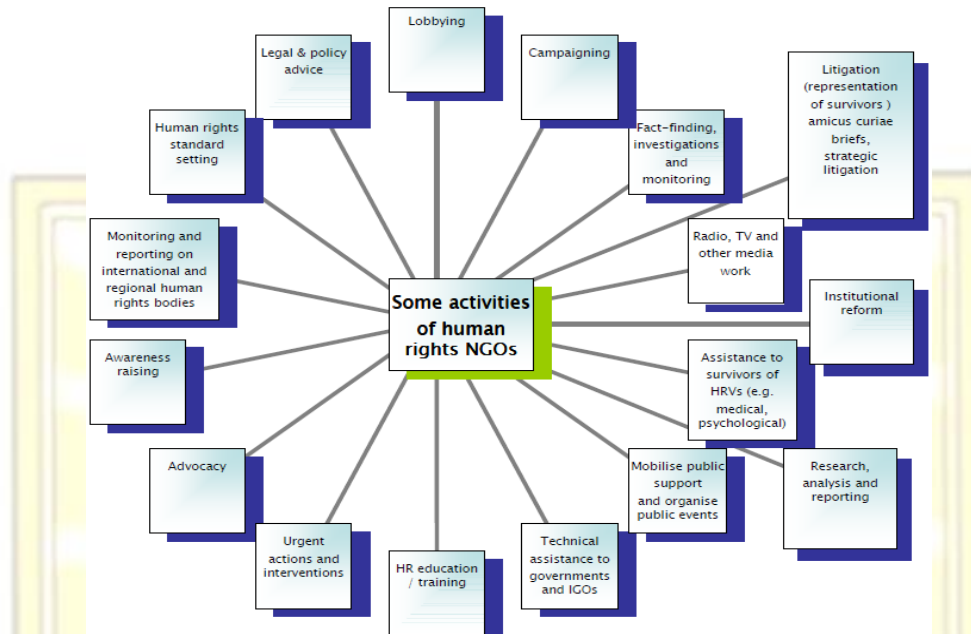 Lobbying
Legal & policy
advice
Campaigning
Litigation
(representation
of survivors )
amicus curiae
briefs,
strategic
litigation
Human rights
standard
setting
Fact-finding,
investigations
and
monitoring
Monitoring and
reporting on
international and
regional human
rights bodies
Radio, TV and
other media
work
Some activities
of human
rights NGOs
Institutional
reform
Awareness
raising
Assistance to
survivors of
HRVs (e.g.
medical,
psychological)
Advocacy
Mobilise public
support
and organise
public events
Research,
analysis and
reporting
Urgent
actions and
interventions
HR education
/ training
Technical
assistance to
governments
and IGOs